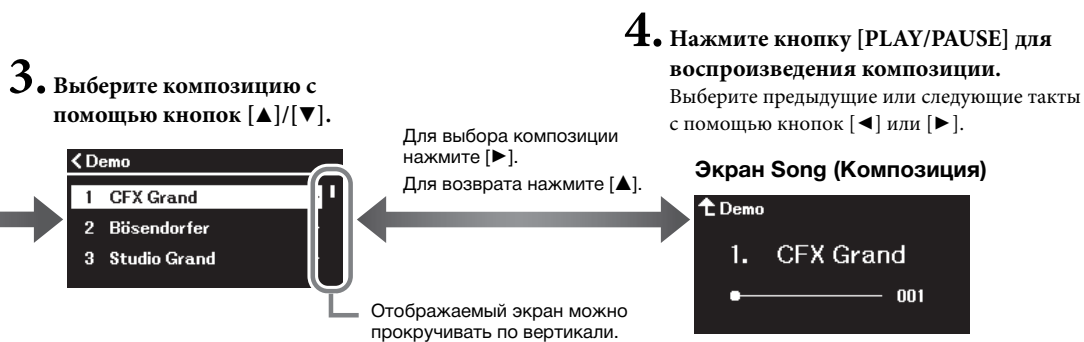 3. Выберите композицию с
помощью кнопок [▲]/[▼].
< Demo
1 CFX Grand
2 Bösendorfer
3 Studio Grand
Для выбора композиции
нажмите [►].
Для возврата нажмите [▲].
Отображаемый экран можно
прокручивать по вертикали.
4. Нажмите кнопку [PLAY/PAUSE] для
воспроизведения композиции.
Выберите предыдущие или следующие такты
с помощью кнопок [◄] или [►].
Экран Song (Композиция)
Demo
1. CFX Grand
001